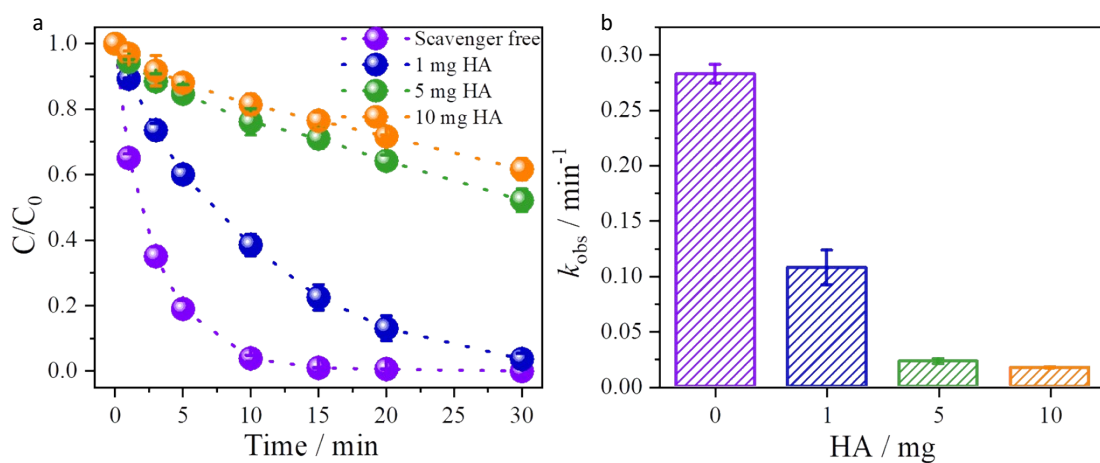 a
C/C0
1.0
0.8
0.6
0.4
0.2
0.0
Scavenger free
1 mg HA
5 mg HA
10 mg HA
0 5 10 15 20 25 30
Time / min
b
kobs / min-1
0.30
0.25
0.20
0.15
0.10
0.05
0.00
0 1 5 10
HA / mg